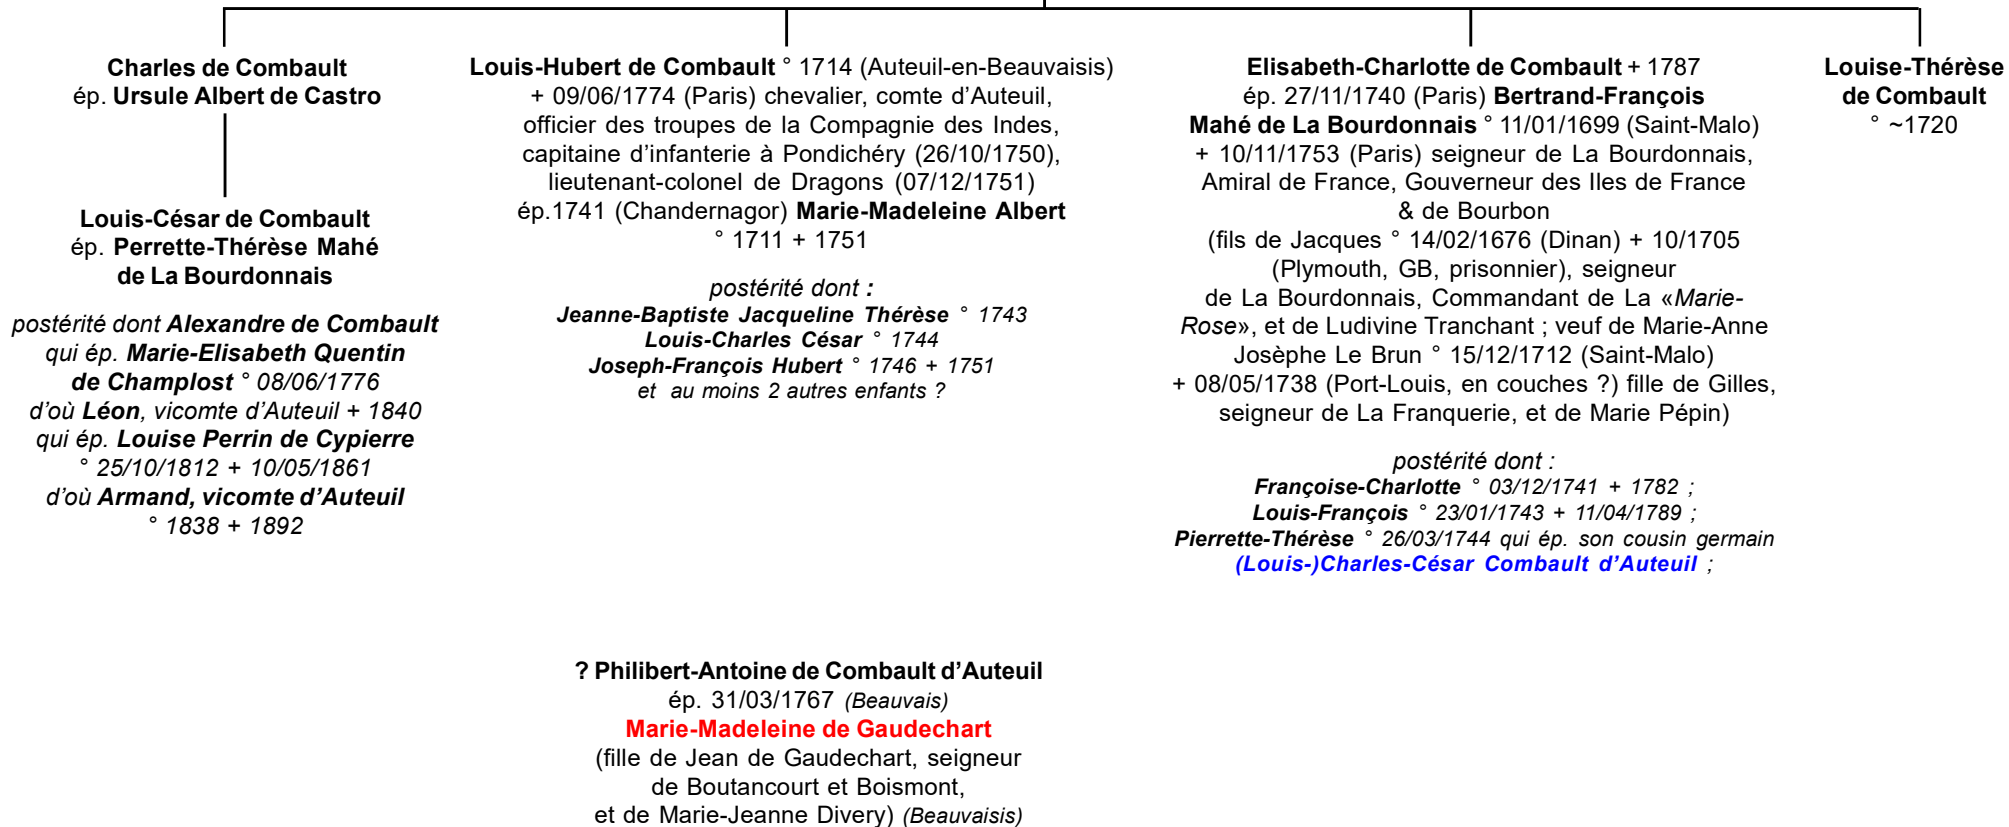 Charles de Combault
ép. Ursule Albert de Castro
Louis-César de Combault
ép. Perrette-Thérèse Mahé
de La Bourdonnais
postérité dont Alexandre de Combault
qui ép. Marie-Elisabeth Quentin
de Champlost ° 08/06/1776
d'où Léon, vicomte d'Auteuil + 1840
qui ép. Louise Perrin de Cypierre
° 25/10/1812 + 10/05/1861
d'où Armand, vicomte d'Auteuil
° 1838 + 1892
Louis-Hubert de Combault ° 1714 (Auteuil-en-Beauvaisis)
+ 09/06/1774 (Paris) chevalier, comte d'Auteuil,
officier des troupes de la Compagnie des Indes,
capitaine d'infanterie à Pondichéry (26/10/1750),
lieutenant-colonel de Dragons (07/12/1751)
ép.1741 (Chandernagor) Marie-Madeleine Albert
° 1711 + 1751
postérité dont :
Jeanne-Baptiste Jacqueline Thérèse ° 1743
Louis-Charles César ° 1744
Joseph-François Hubert ° 1746 + 1751
et au moins 2 autres enfants ?
Elisabeth-Charlotte de Combault + 1787
ép. 27/11/1740 (Paris) Bertrand-François
Mahé de La Bourdonnais ° 11/01/1699 (Saint-Malo)
+ 10/11/1753 (Paris) seigneur de La Bourdonnais,
Amiral de France, Gouverneur des Iles de France
& de Bourbon
(fils de Jacques ° 14/02/1676 (Dinan) + 10/1705
(Plymouth, GB, prisonnier), seigneur
de La Bourdonnais, Commandant de La «Marie-
Rose», et de Ludivine Tranchant ; veuf de Marie-Anne
Josèphe Le Brun ° 15/12/1712 (Saint-Malo)
+ 08/05/1738 (Port-Louis, en couches ?) fille de Gilles,
seigneur de La Franquerie, et de Marie Pépin)
postérité dont :
Françoise-Charlotte ° 03/12/1741 + 1782 ;
Louis-François ° 23/01/1743 + 11/04/1789 ;
Pierrette-Thérèse ° 26/03/1744 qui ép. son cousin germain
(Louis-)Charles-César Combault d'Auteuil ;
Louise-Thérèse
de Combault
° ~1720
? Philibert-Antoine de Combault d'Auteuil
ép. 31/03/1767 (Beauvais)
Marie-Madeleine de Gaudechart
(fille de Jean de Gaudechart, seigneur
de Boutancourt et Boismont,
et de Marie-Jeanne Divery) (Beauvaisis)